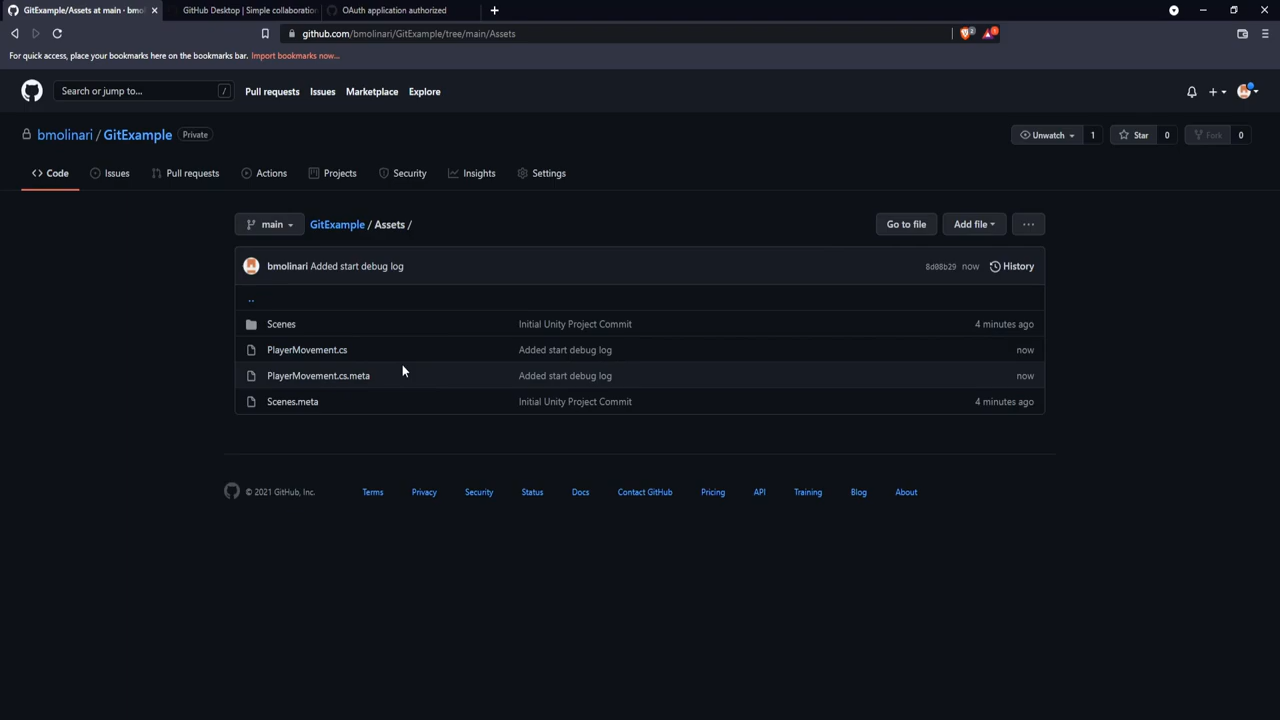 GitExample/Assets at main · bmol
GitHub Desktop | Simple collaboratio
OAuth application authorized
github.com/bmolinari/GitExample/tree/main/Assets
For quick access, place your bookmarks here on the bookmarks bar. Import bookmarks now...
Search or jump to... /
Pull requests Issues Marketplace Explore
bmolinari / GitExample Private
Unwatch 1 Star 0 Fork 0
Code Issues Pull requests Actions Projects Security Insights Settings
main GitExample / Assets / Go to file Add file ...
bmolinari Added start debug log 8d08b29 now History
..
Scenes Initial Unity Project Commit 4 minutes ago
PlayerMovement.cs Added start debug log now
PlayerMovement.cs.meta Added start debug log now
Scenes.meta Initial Unity Project Commit 4 minutes ago
© 2021 GitHub, Inc. Terms Privacy Security Status Docs Contact GitHub Pricing API Training Blog About